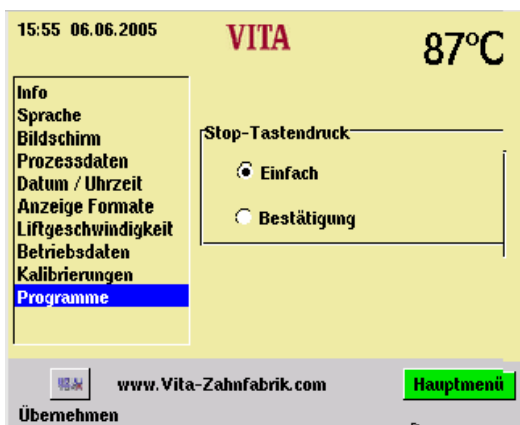 15:55 06.06.2005
VITA
87°C
Info
Sprache
Bildschirm
Prozessdaten
Datum / Uhrzeit
Anzeige Formate
Liftgeschwindigkeit
Betriebsdaten
Kalibrierungen
Programme
Stop-Tastendruck
Einfach
Bestätigung
www.Vita-Zahnfabrik.com
Hauptmenü
Übernehmen